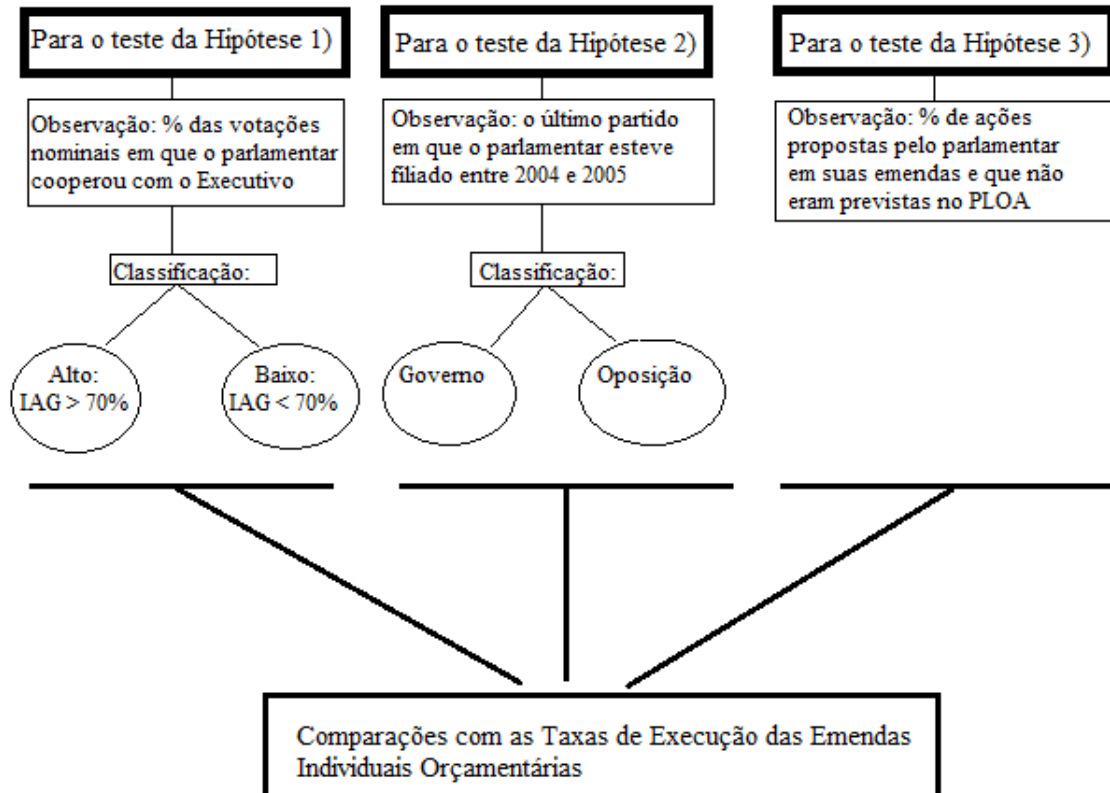 Para o teste da Hipótese 1)
Observação: % das votações
nominais em que o parlamentar
cooperou com o Executivo
Classificação:
Alto:
IAG > 70%
Baixo:
IAG < 70%
Para o teste da Hipótese 2)
Observação: o último partido
em que o parlamentar esteve
filiado entre 2004 e 2005
Classificação:
Governo
Oposição
Para o teste da Hipótese 3)
Observação: % de ações
propostas pelo parlamentar
em suas emendas e que não
eram previstas no PLOA
Comparações com as Taxas de Execução das Emendas
Individuais Orçamentárias